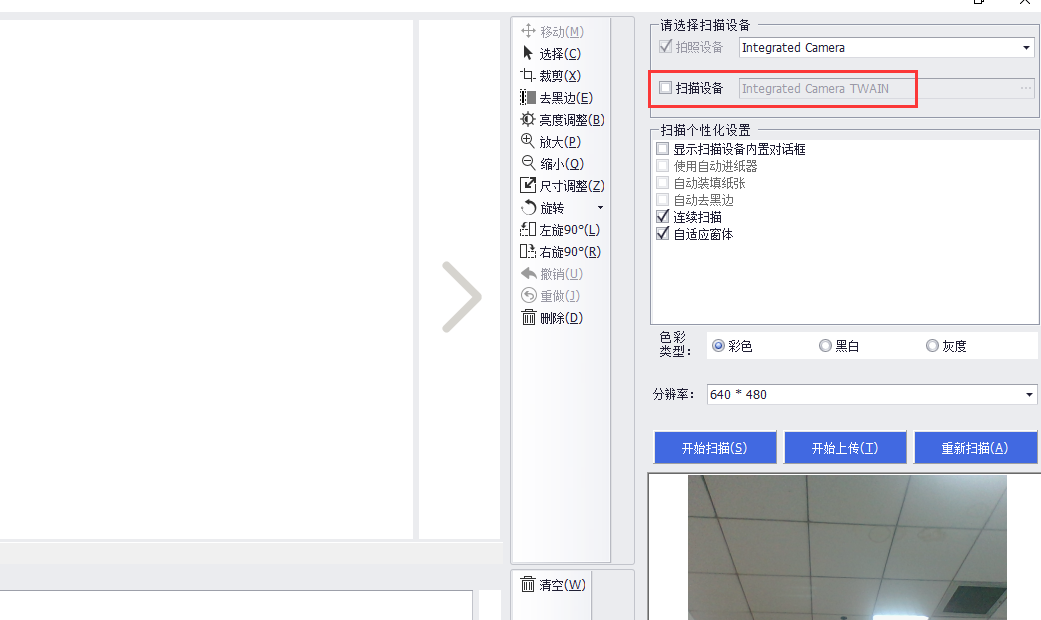 移动(M)
选择(C)
裁剪(X)
去黑边(E)
亮度调整(B)
放大(P)
缩小(Q)
尺寸调整(Z)
旋转
左旋90°(L)
右旋90°(R)
撤销(U)
重做(J)
删除(D)
清空(W)
请选择扫描设备
拍照设备 Integrated Camera
扫描设备 Integrated Camera TWAIN ...
扫描个性化设置
显示扫描设备内置对话框
使用自动进纸器
自动装填纸张
自动去黑边
连续扫描
自适应窗体
色彩
类型： 彩色 黑白 灰度
分辨率： 640 * 480
开始扫描(S) 开始上传(T) 重新扫描(A)